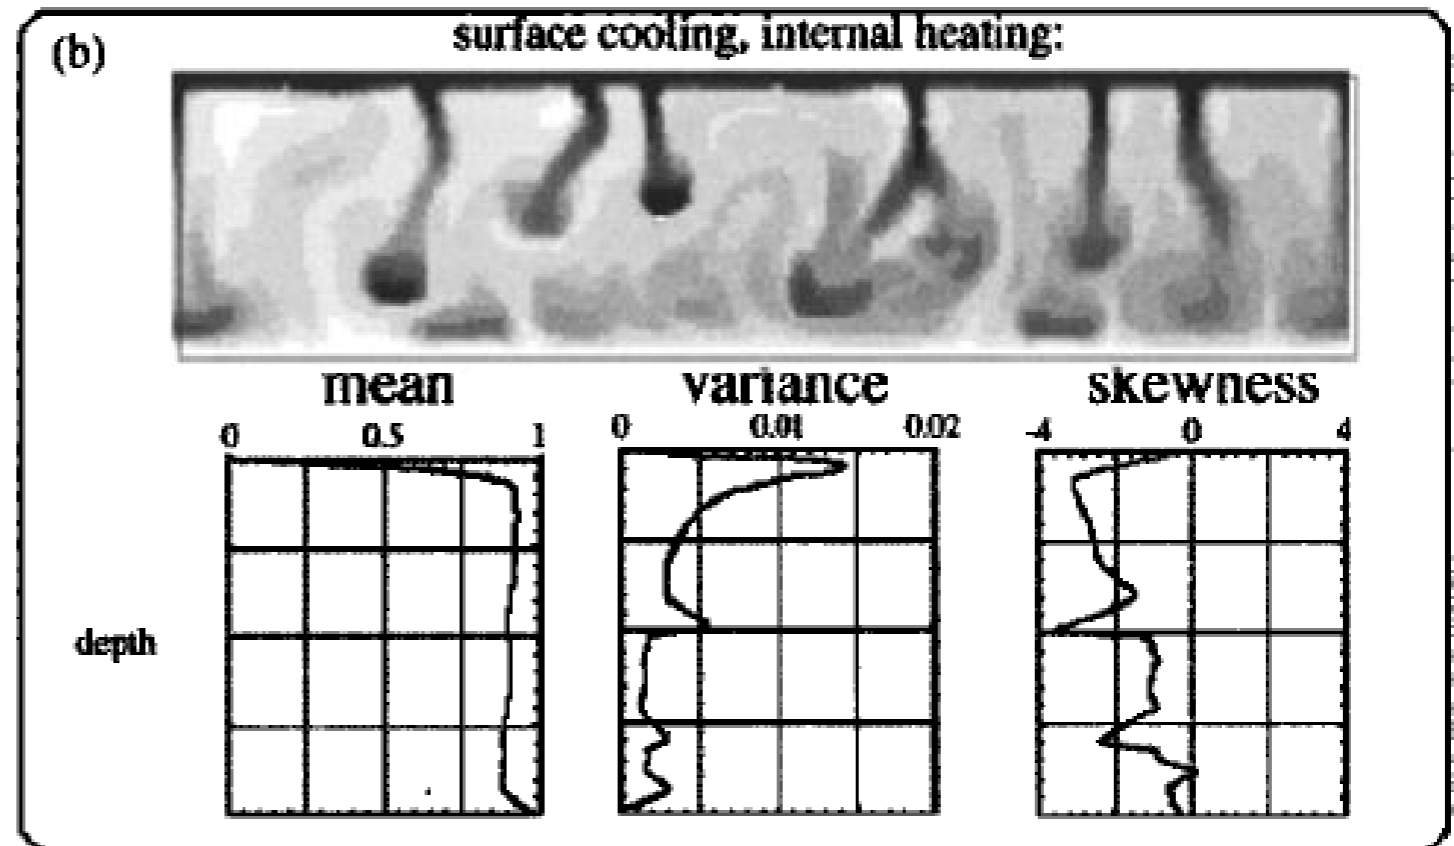 (b)
surface cooling, internal heating:
mean variance skewness
0 0.5 1 0 0.01 0.02 -4 0 4
depth